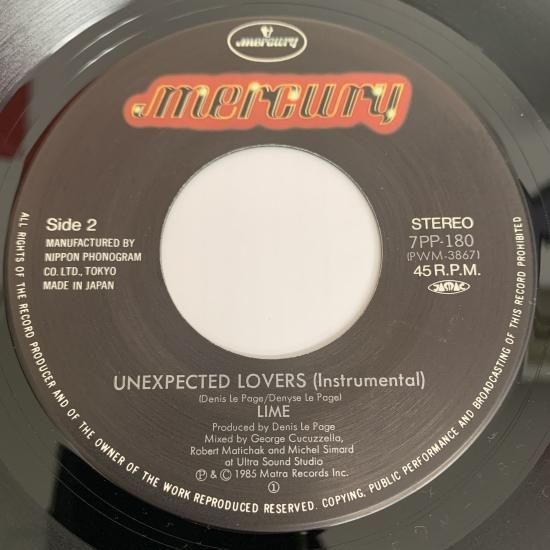 mercury
mercury
Side 2
MANUFACTURED BY
NIPPON PHONOGRAM
CO. LTD., TOKYO
MADE IN JAPAN
STEREO
7PP-180
(PWM-3867)
45 R.P.M.
JASRAC
UNEXPECTED LOVERS (Instrumental)
(Denis Le Page/Denyse Le Page)
LIME
Produced by Denis Le Page
Mixed by George Cucuzzella,
Robert Matichak and Michel Simard
at Ultra Sound Studio
Ⓟ & © 1985 Matra Records Inc.
①
ALL RIGHTS OF THE RECORD PRODUCER AND OF THE OWNER OF THE WORK REPRODUCED RESERVED. COPYING, PUBLIC PERFORMANCE AND BROADCASTING OF THIS RECORD PROHIBITED